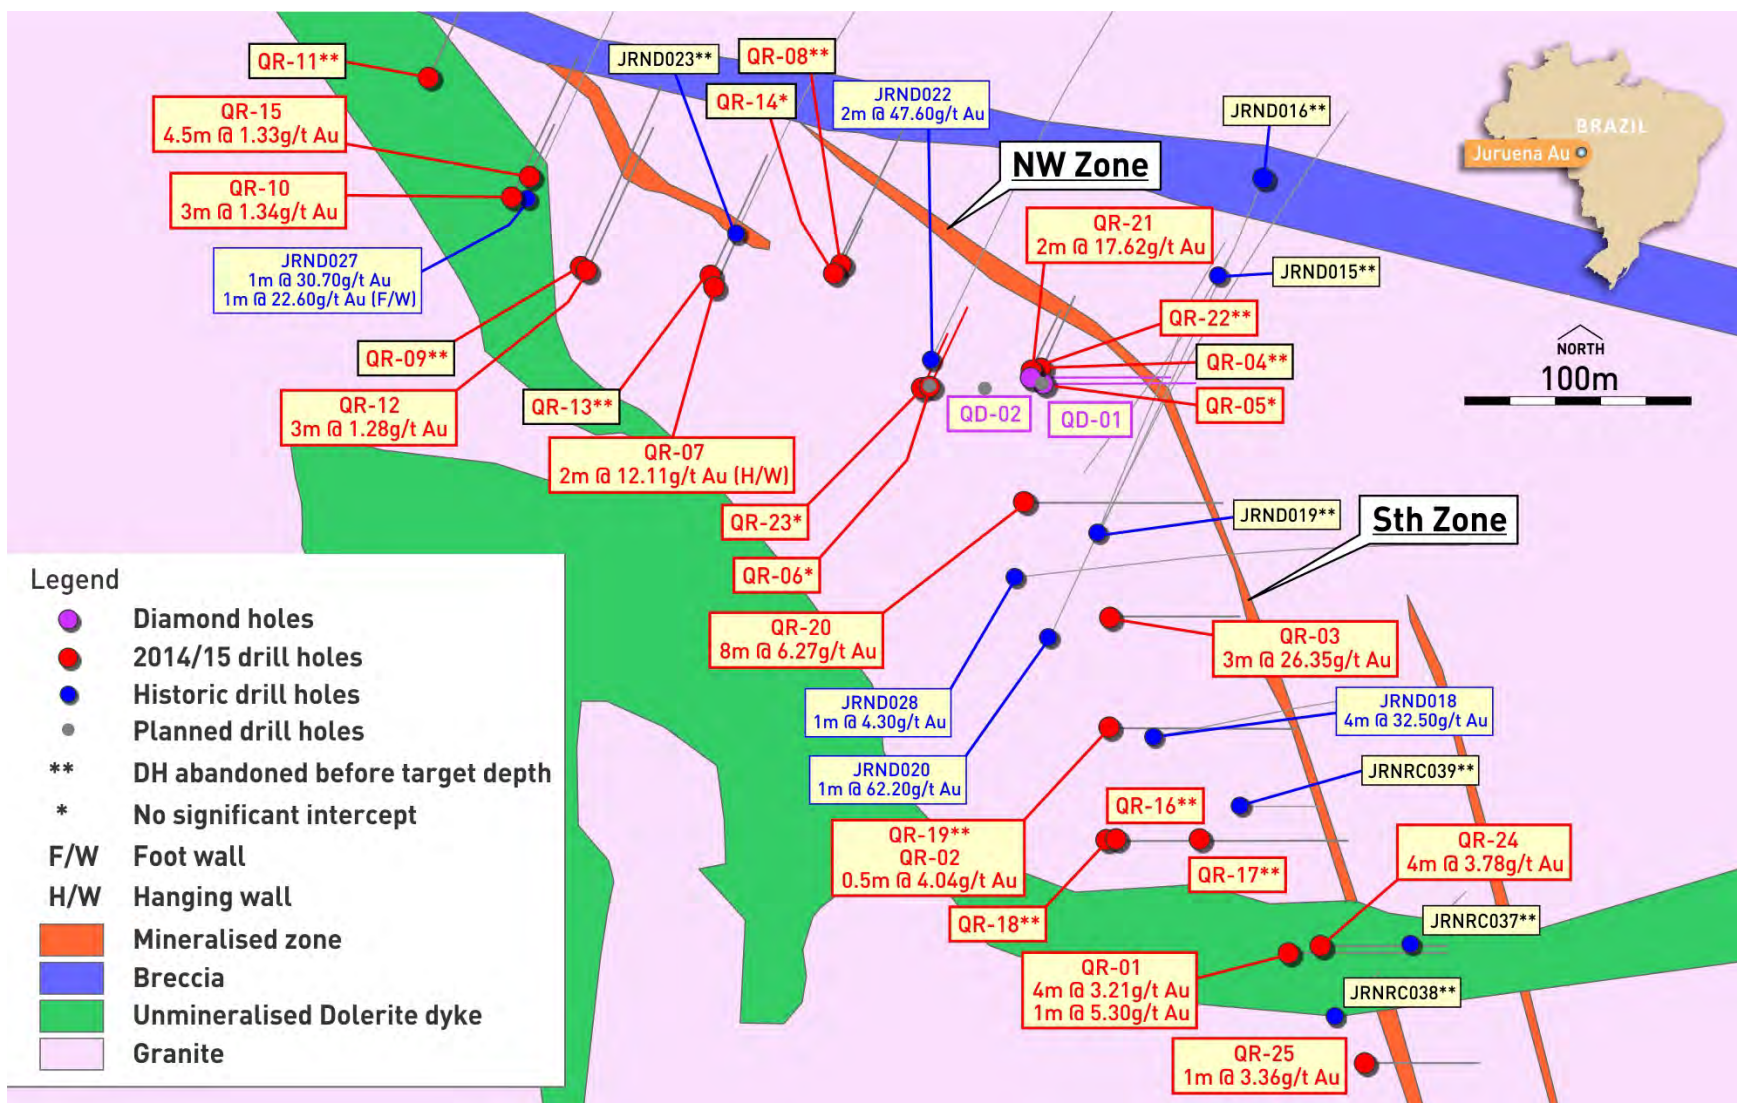 QR-11**
JRND023**
QR-08**
QR-14*
JRND022
2m @ 47.60g/t Au
JRND016**
BRAZIL
Juruena Au
QR-15
4.5m @ 1.33g/t Au
QR-10
3m @ 1.34g/t Au
NW Zone
QR-21
2m @ 17.62g/t Au
JRND027
1m @ 30.70g/t Au
1m @ 22.60g/t Au (F/W)
JRND015**
QR-22**
QR-09**
QR-04**
NORTH
100m
QR-12
3m @ 1.28g/t Au
QR-13**
QD-02
QD-01
QR-05*
QR-07
2m @ 12.11g/t Au (H/W)
QR-23*
JRND019**
Sth Zone
QR-06*
QR-20
8m @ 6.27g/t Au
QR-03
3m @ 26.35g/t Au
JRND028
1m @ 4.30g/t Au
JRND018
4m @ 32.50g/t Au
JRND020
1m @ 62.20g/t Au
JRNRC039**
QR-16**
QR-19**
QR-02
0.5m @ 4.04g/t Au
QR-24
4m @ 3.78g/t Au
QR-17**
QR-18**
JRNRC037**
QR-01
4m @ 3.21g/t Au
1m @ 5.30g/t Au
JRNRC038**
QR-25
1m @ 3.36g/t Au
Legend
Diamond holes
2014/15 drill holes
Historic drill holes
Planned drill holes
** DH abandoned before target depth
* No significant intercept
F/W Foot wall
H/W Hanging wall
Mineralised zone
Breccia
Unmineralised Dolerite dyke
Granite